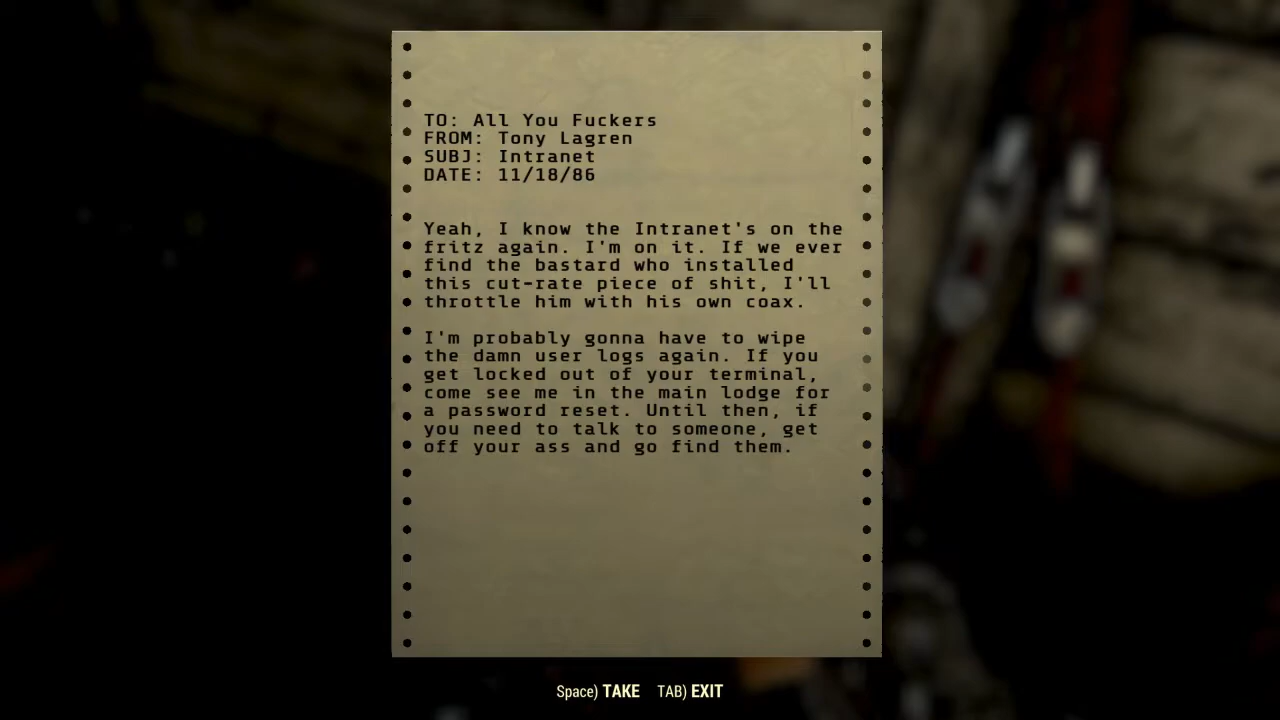 TO: All You Fuckers
FROM: Tony Lagren
SUBJ: Intranet
DATE: 11/18/86
Yeah, I know the Intranet's on the
fritz again. I'm on it. If we ever
find the bastard who installed
this cut-rate piece of shit, I'll
throttle him with his own coax.
I'm probably gonna have to wipe
the damn user logs again. If you
get locked out of your terminal,
come see me in the main lodge for
a password reset. Until then, if
you need to talk to someone, get
off your ass and go find them.
Space) TAKE TAB) EXIT